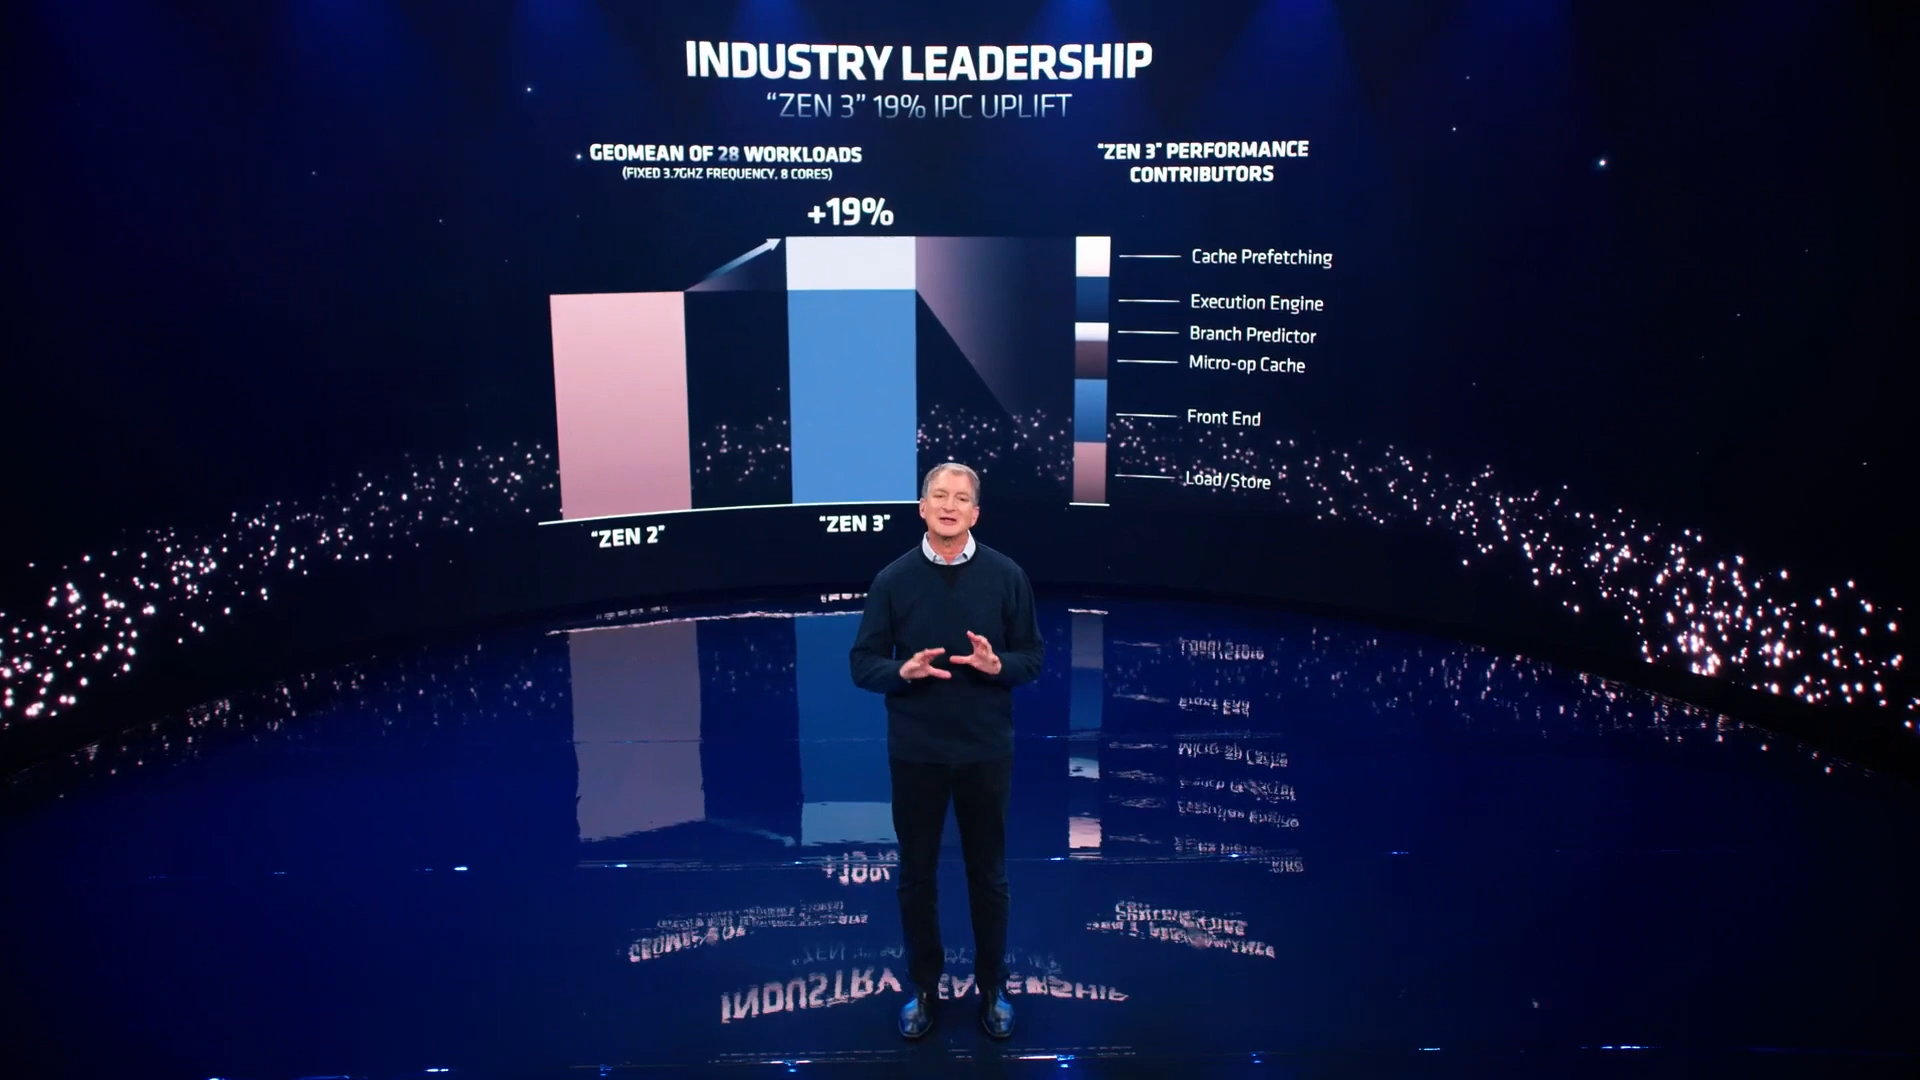 INDUSTRY LEADERSHIP
“ZEN 3” 19% IPC UPLIFT
GEOMEAN OF 28 WORKLOADS
(FIXED 3.7GHZ FREQUENCY, 8 CORES)
+19%
“ZEN 2”
“ZEN 3”
“ZEN 3” PERFORMANCE
CONTRIBUTORS
Cache Prefetching
Execution Engine
Branch Predictor
Micro-op Cache
Front End
Load/Store